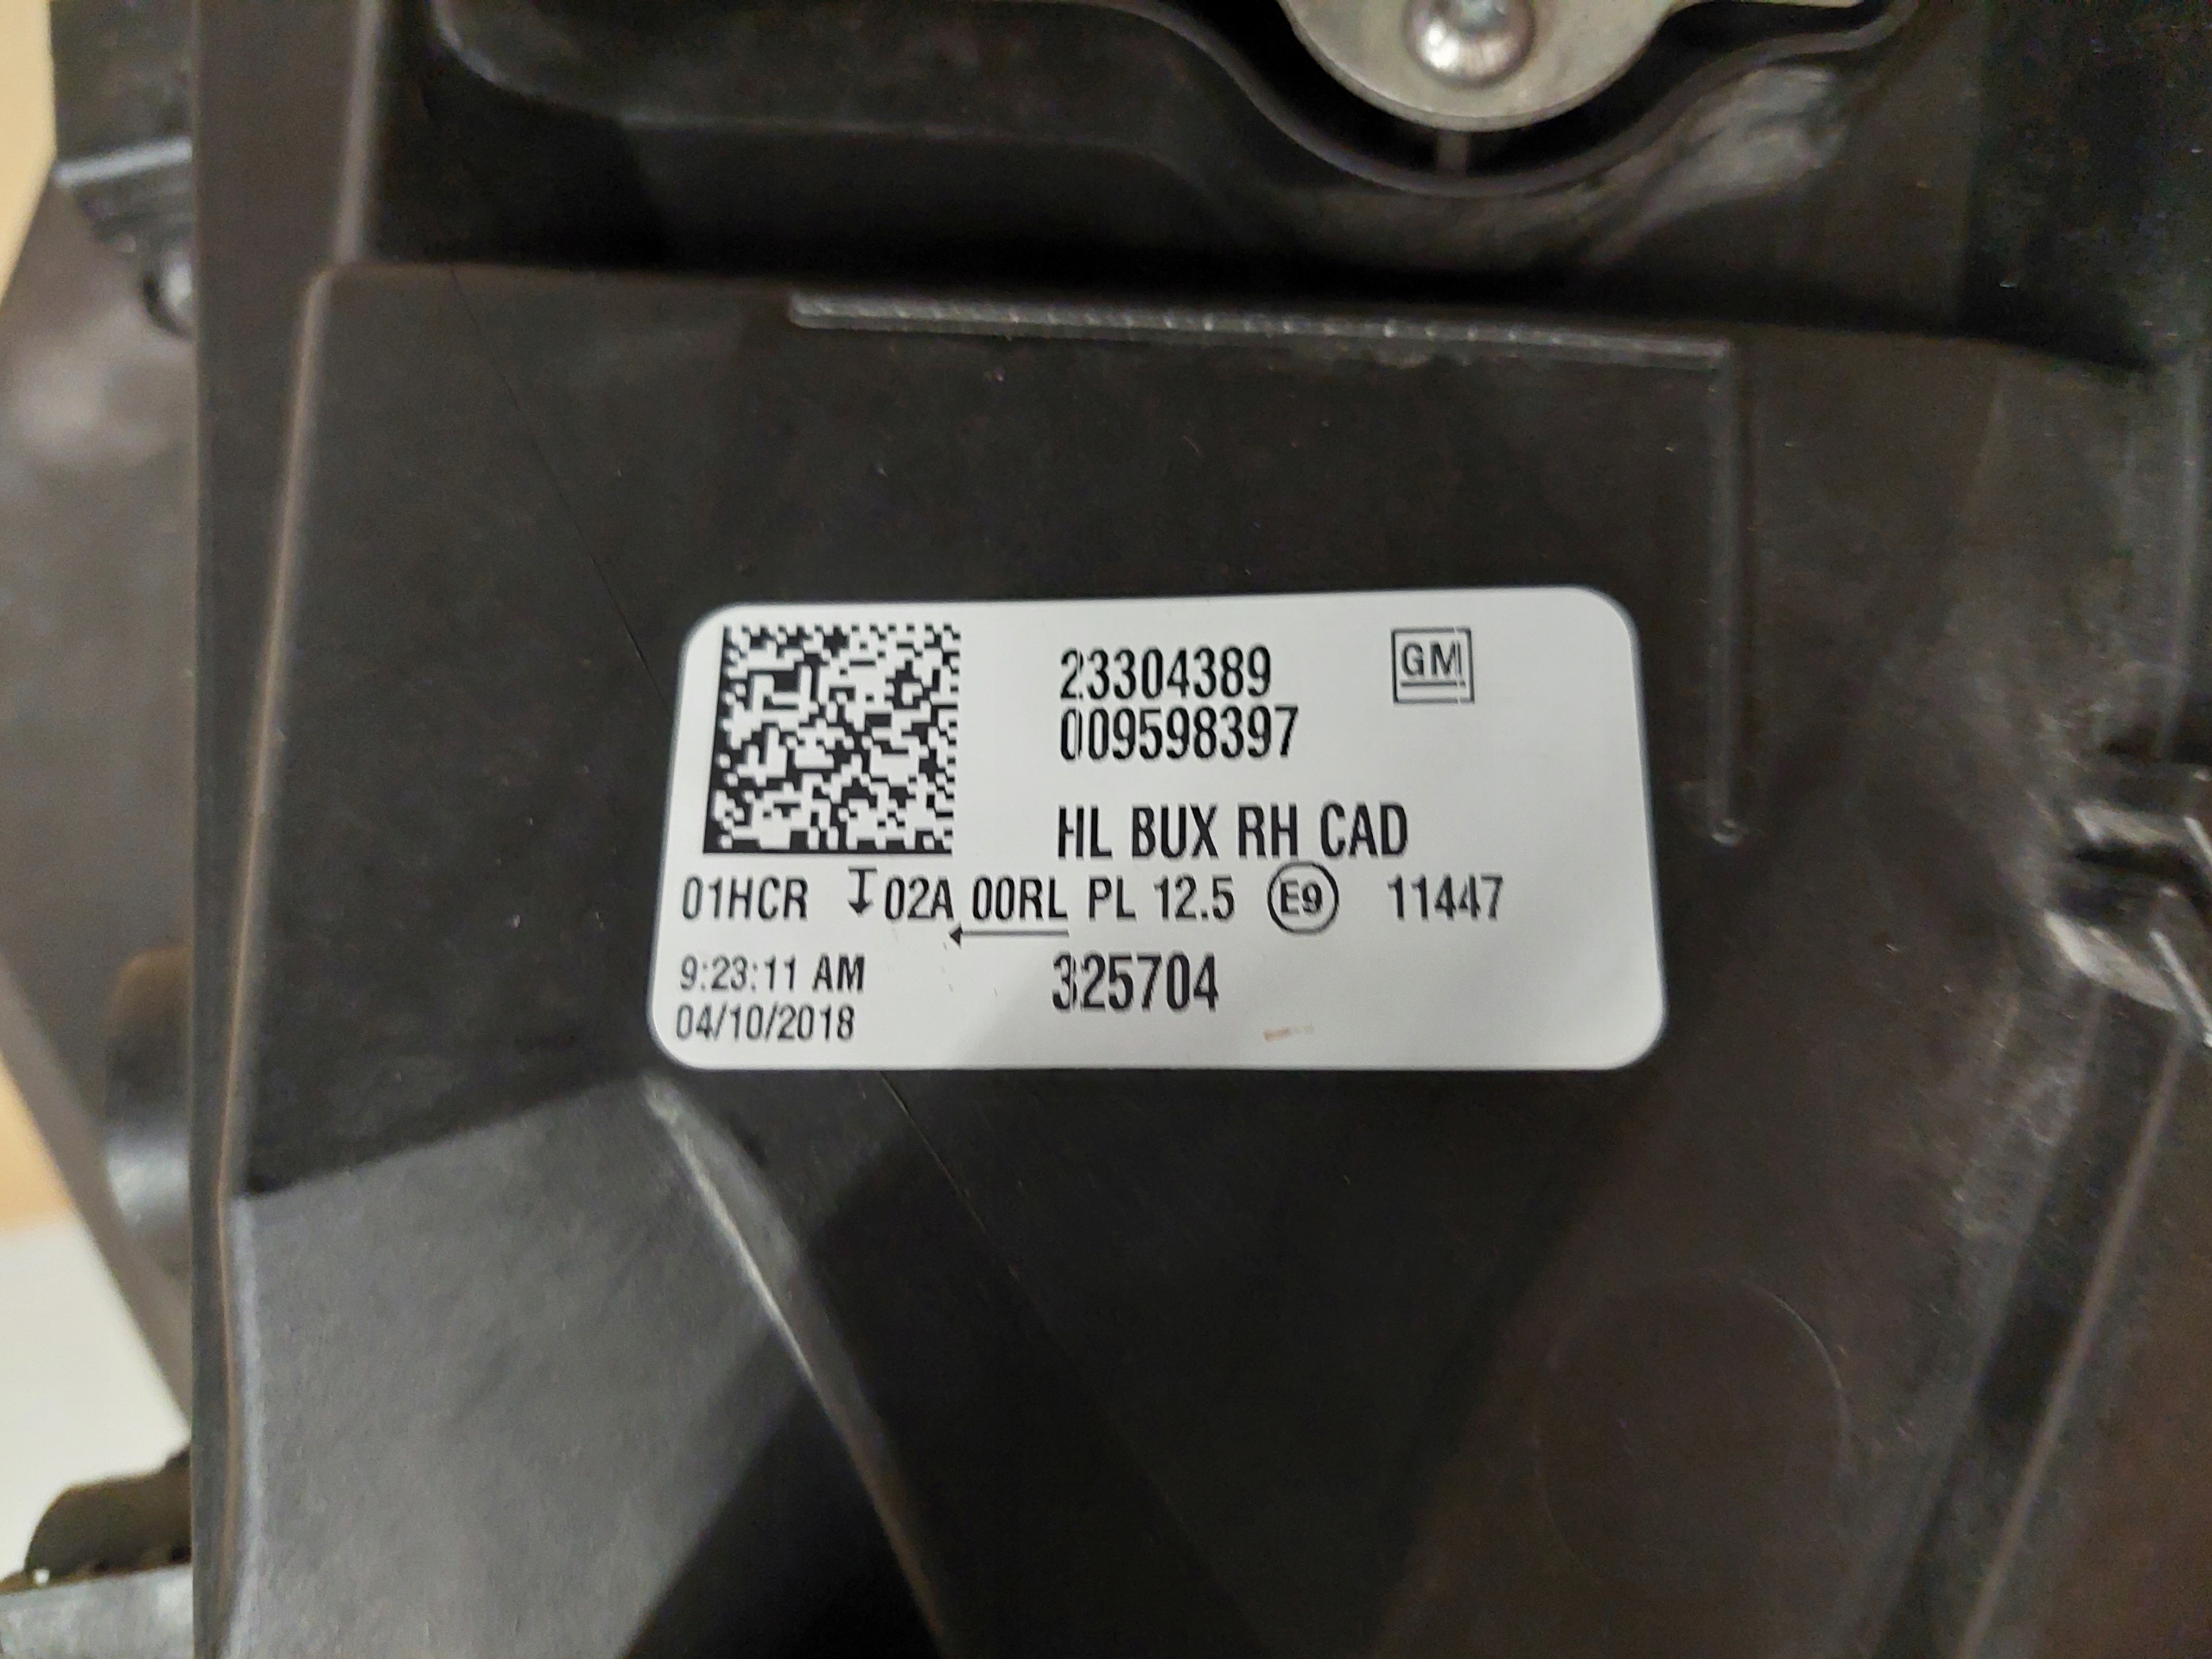 23304389
GM
009598397
HL BUX RH CAD
01HCR 02A 00RL PL 12.5 E9 11447
9:23:11 AM
325704
04/10/2018